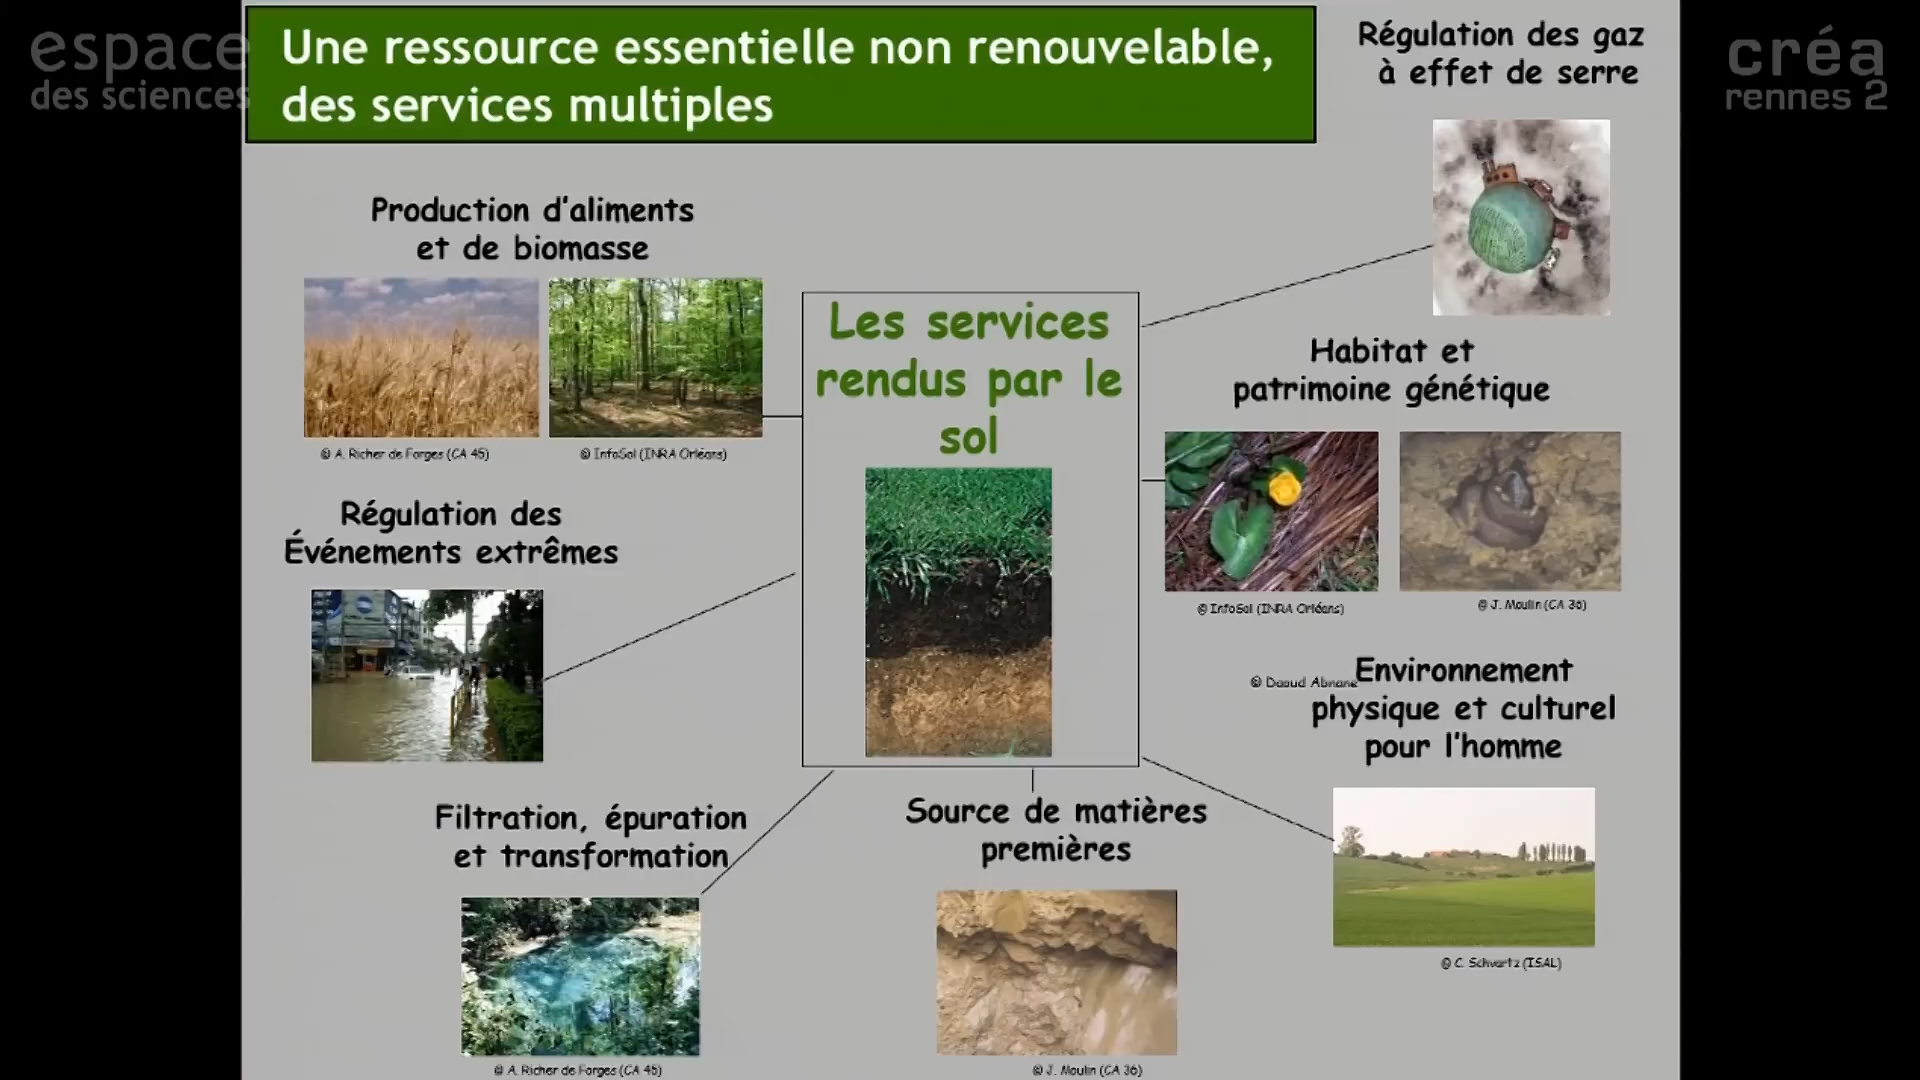 espace
des sciences
Une ressource essentielle non renouvelable,
des services multiples
Régulation des gaz
à effet de serre
créa
rennes 2
Production d'aliments
et de biomasse
© A. Richer de Forges (CA 45)
© InfoSol (INRA Orléans)
Les services
rendus par le
sol
Habitat et
patrimoine génétique
© InfoSol (INRA Orléans)
© J. Moulin (CA 36)
Régulation des
Événements extrêmes
© Daoud Abnane
Environnement
physique et culturel
pour l'homme
© C. Schvartz (ISAL)
Filtration, épuration
et transformation
© A. Richer de Forges (CA 45)
Source de matières
premières
© J. Moulin (CA 36)